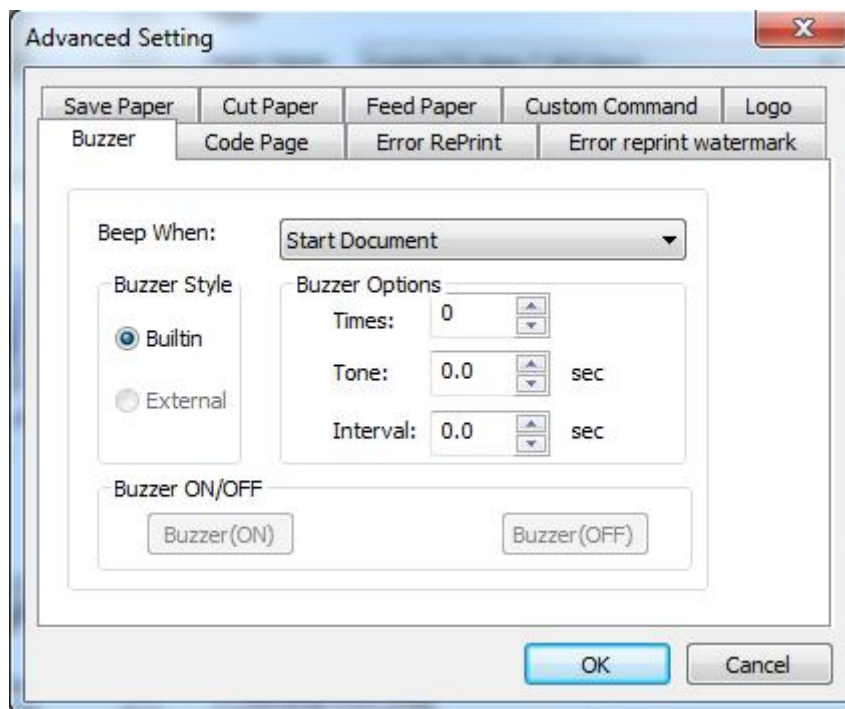 Advanced Setting
Save Paper Cut Paper Feed Paper Custom Command Logo
Buzzer Code Page Error RePrint Error reprint watermark
Beep When: Start Document
Buzzer Style Buzzer Options
Times: 0
Builtin
Tone: 0.0 sec
External
Interval: 0.0 sec
Buzzer ON/OFF
Buzzer(ON) Buzzer(OFF)
OK Cancel